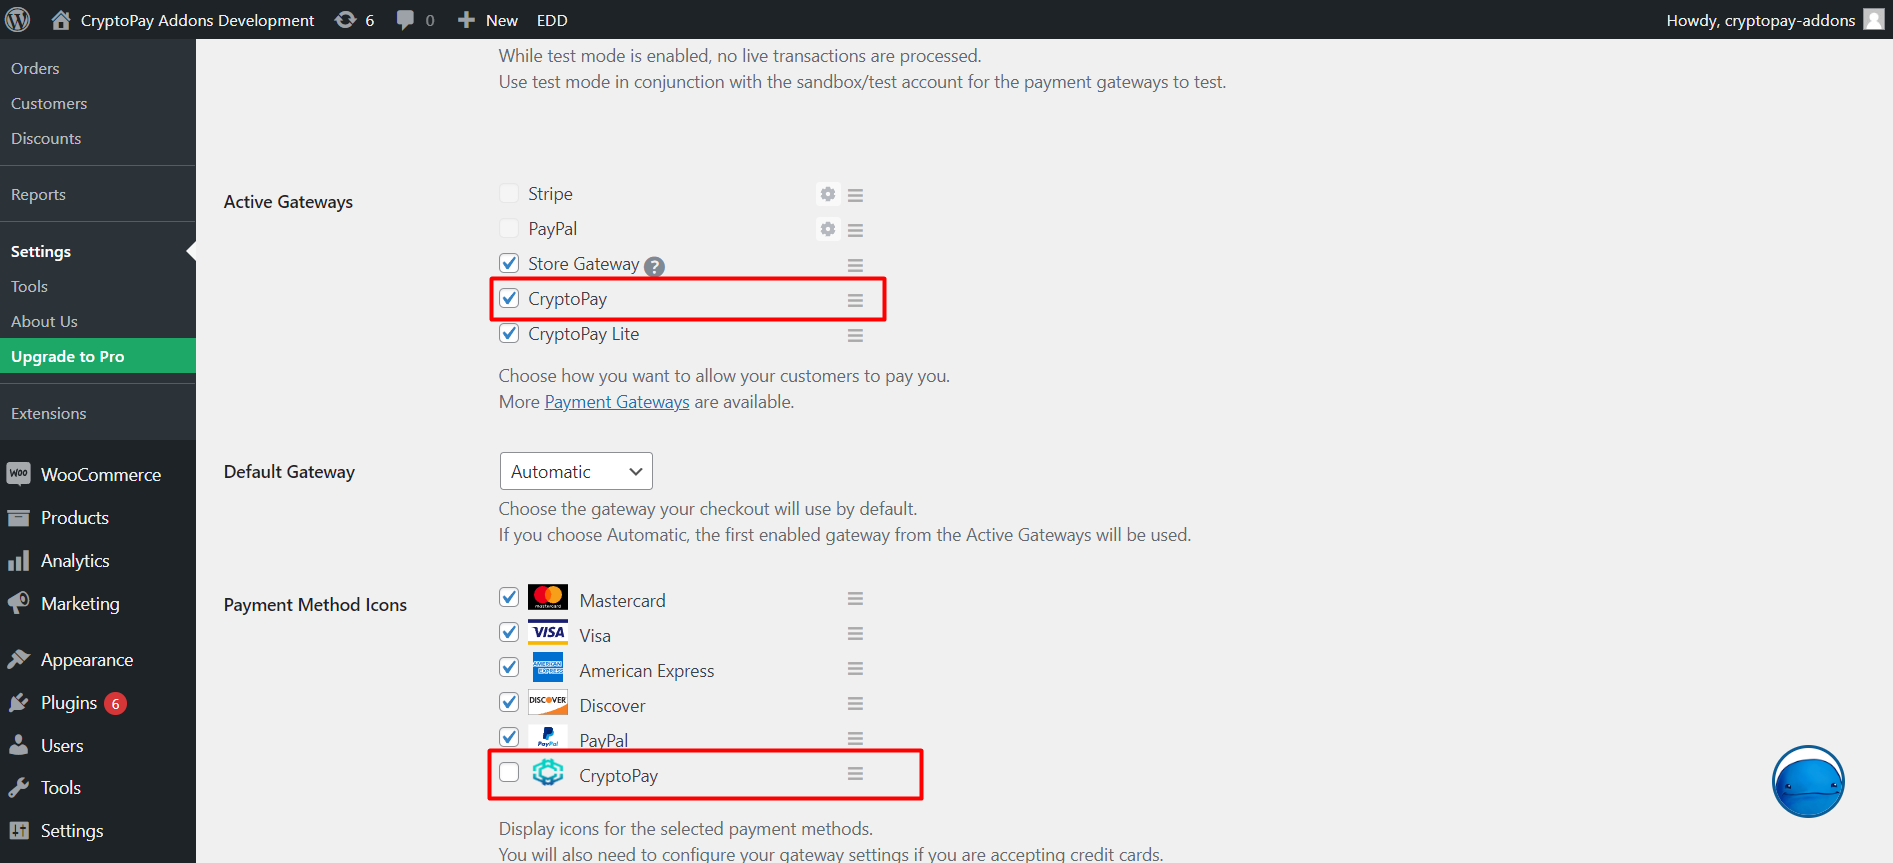 CryptoPay Addons Development 6 0 New EDD Howdy, cryptopay-addons
Orders
Customers
Discounts
Reports
Settings
Tools
About Us
Upgrade to Pro
Extensions
Woo WooCommerce
Products
Analytics
Marketing
Appearance
Plugins 6
Users
Tools
Settings
While test mode is enabled, no live transactions are processed.
Use test mode in conjunction with the sandbox/test account for the payment gateways to test.
Active Gateways
Stripe
PayPal
Store Gateway ?
CryptoPay
CryptoPay Lite
Choose how you want to allow your customers to pay you.
More Payment Gateways are available.
Default Gateway
Automatic
Choose the gateway your checkout will use by default.
If you choose Automatic, the first enabled gateway from the Active Gateways will be used.
Payment Method Icons
mastercard Mastercard
VISA Visa
AMERICAN EXPRESS American Express
DISCOVER Discover
PayPal PayPal
CryptoPay
Display icons for the selected payment methods.
You will also need to configure your gateway settings if you are accepting credit cards.